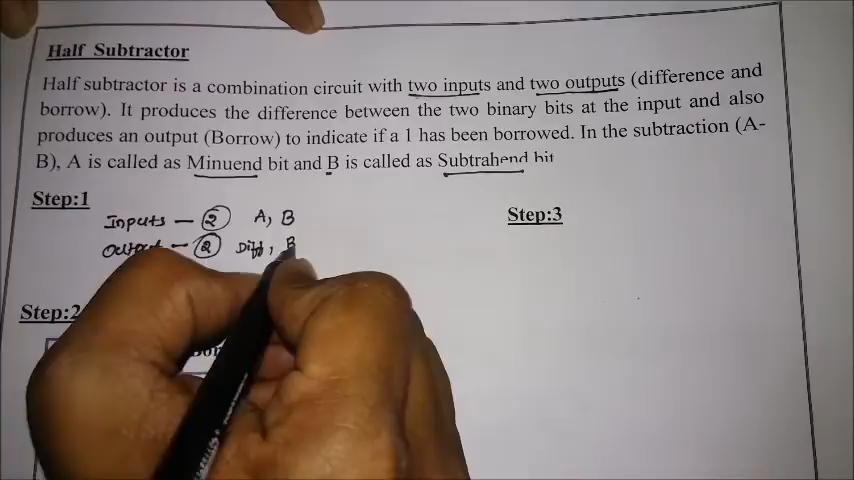 Half Subtractor
Half subtractor is a combination circuit with two inputs and two outputs (difference and
borrow). It produces the difference between the two binary bits at the input and also
produces an output (Borrow) to indicate if a 1 has been borrowed. In the subtraction (A-
B), A is called as Minuend bit and B is called as Subtrahend bit
Step:1
Inputs — 2 A, B
— 2 Diff, B
Step:2
Step:3